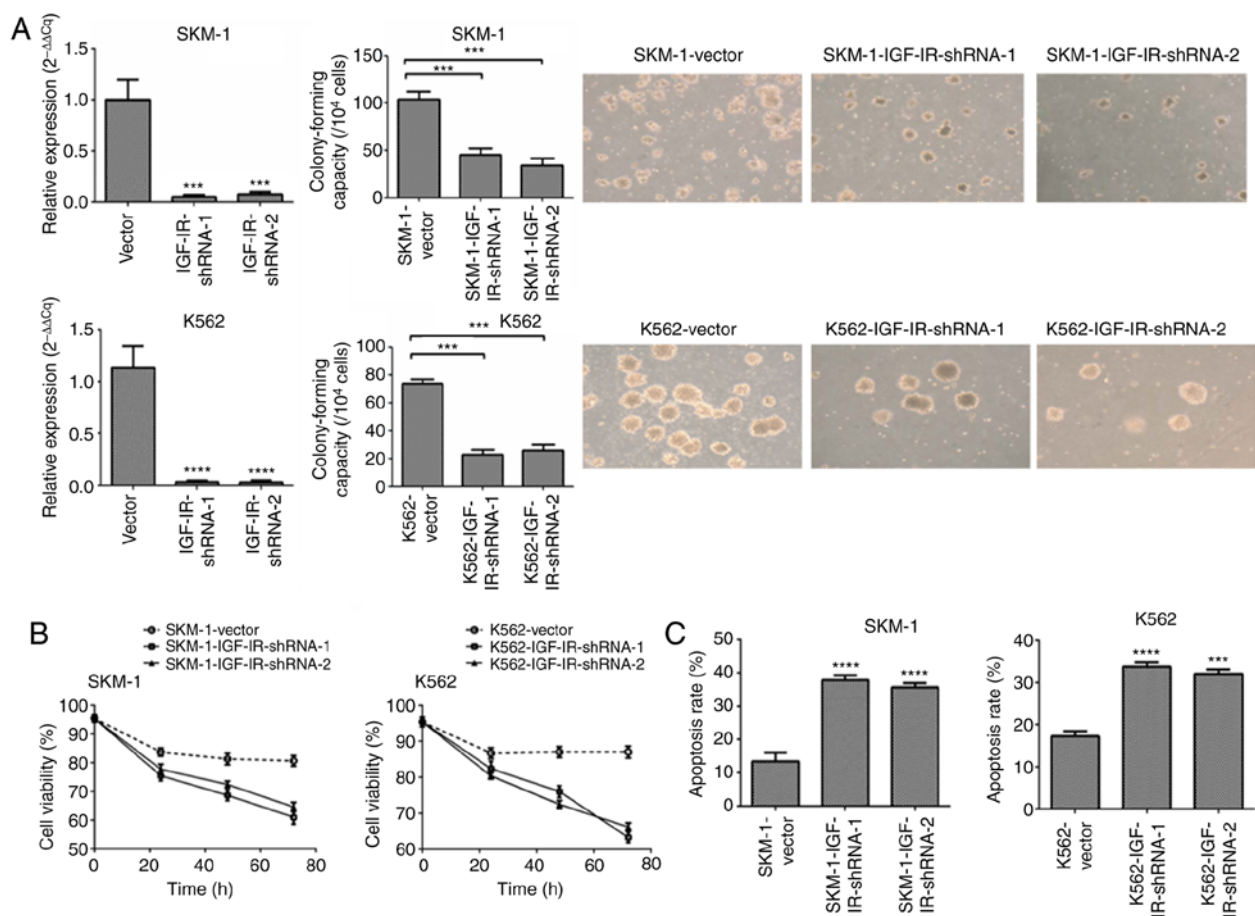 A
SKM-1
Relative expression (2−ΔΔCq)
1.5
1.0
0.5
0.0
Vector
IGF-IR-
shRNA-1
IGF-IR-
shRNA-2
***
***
SKM-1
Colony-forming
capacity (/10⁴ cells)
150
100
50
0
***
***
SKM-1-
vector
SKM-1-IGF-
IR-shRNA-1
SKM-1-IGF-
IR-shRNA-2
SKM-1-vector
SKM-1-IGF-IR-shRNA-1
SKM-1-IGF-IR-shRNA-2
K562
Relative expression (2−ΔΔCq)
1.5
1.0
0.5
0.0
****
****
Vector
IGF-IR-
shRNA-1
IGF-IR-
shRNA-2
K562
Colony-forming
capacity (/10⁴ cells)
100
80
60
40
20
0
***
***
K562-
vector
K562-IGF-
IR-shRNA-1
K562-IGF-
IR-shRNA-2
K562-vector
K562-IGF-IR-shRNA-1
K562-IGF-IR-shRNA-2
B
SKM-1-vector
SKM-1-IGF-IR-shRNA-1
SKM-1-IGF-IR-shRNA-2
SKM-1
Cell viability (%)
100
90
80
70
60
50
0
20
40
60
80
Time (h)
K562-vector
K562-IGF-IR-shRNA-1
K562-IGF-IR-shRNA-2
K562
Cell viability (%)
100
90
80
70
60
0
20
40
60
80
Time (h)
C
SKM-1
Apoptosis rate (%)
50
40
30
20
10
0
****
****
SKM-1-
vector
SKM-1-IGF-
IR-shRNA-1
SKM-1-IGF-
IR-shRNA-2
K562
Apoptosis rate (%)
40
30
20
10
0
****
***
K562-
vector
K562-IGF-
IR-shRNA-1
K562-IGF-
IR-shRNA-2